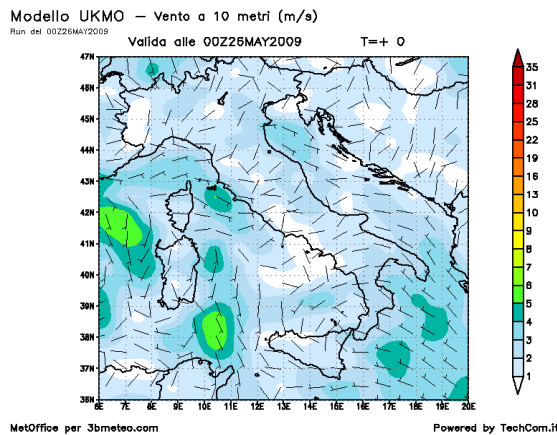 Modello UKMO – Vento a 10 metri (m/s)
Run del 00Z26MAY2009
Valida alle 00Z26MAY2009 T=+ 0
47N
46N
45N
44N
43N
42N
41N
40N
39N
38N
37N
36N
6E 7E 8E 9E 10E 11E 12E 13E 14E 15E 16E 17E 18E 19E 20E
35
31
28
25
22
19
16
13
10
9
8
7
6
5
4
3
2
1
MetOffice per 3bmeteo.com Powered by TechCom.it